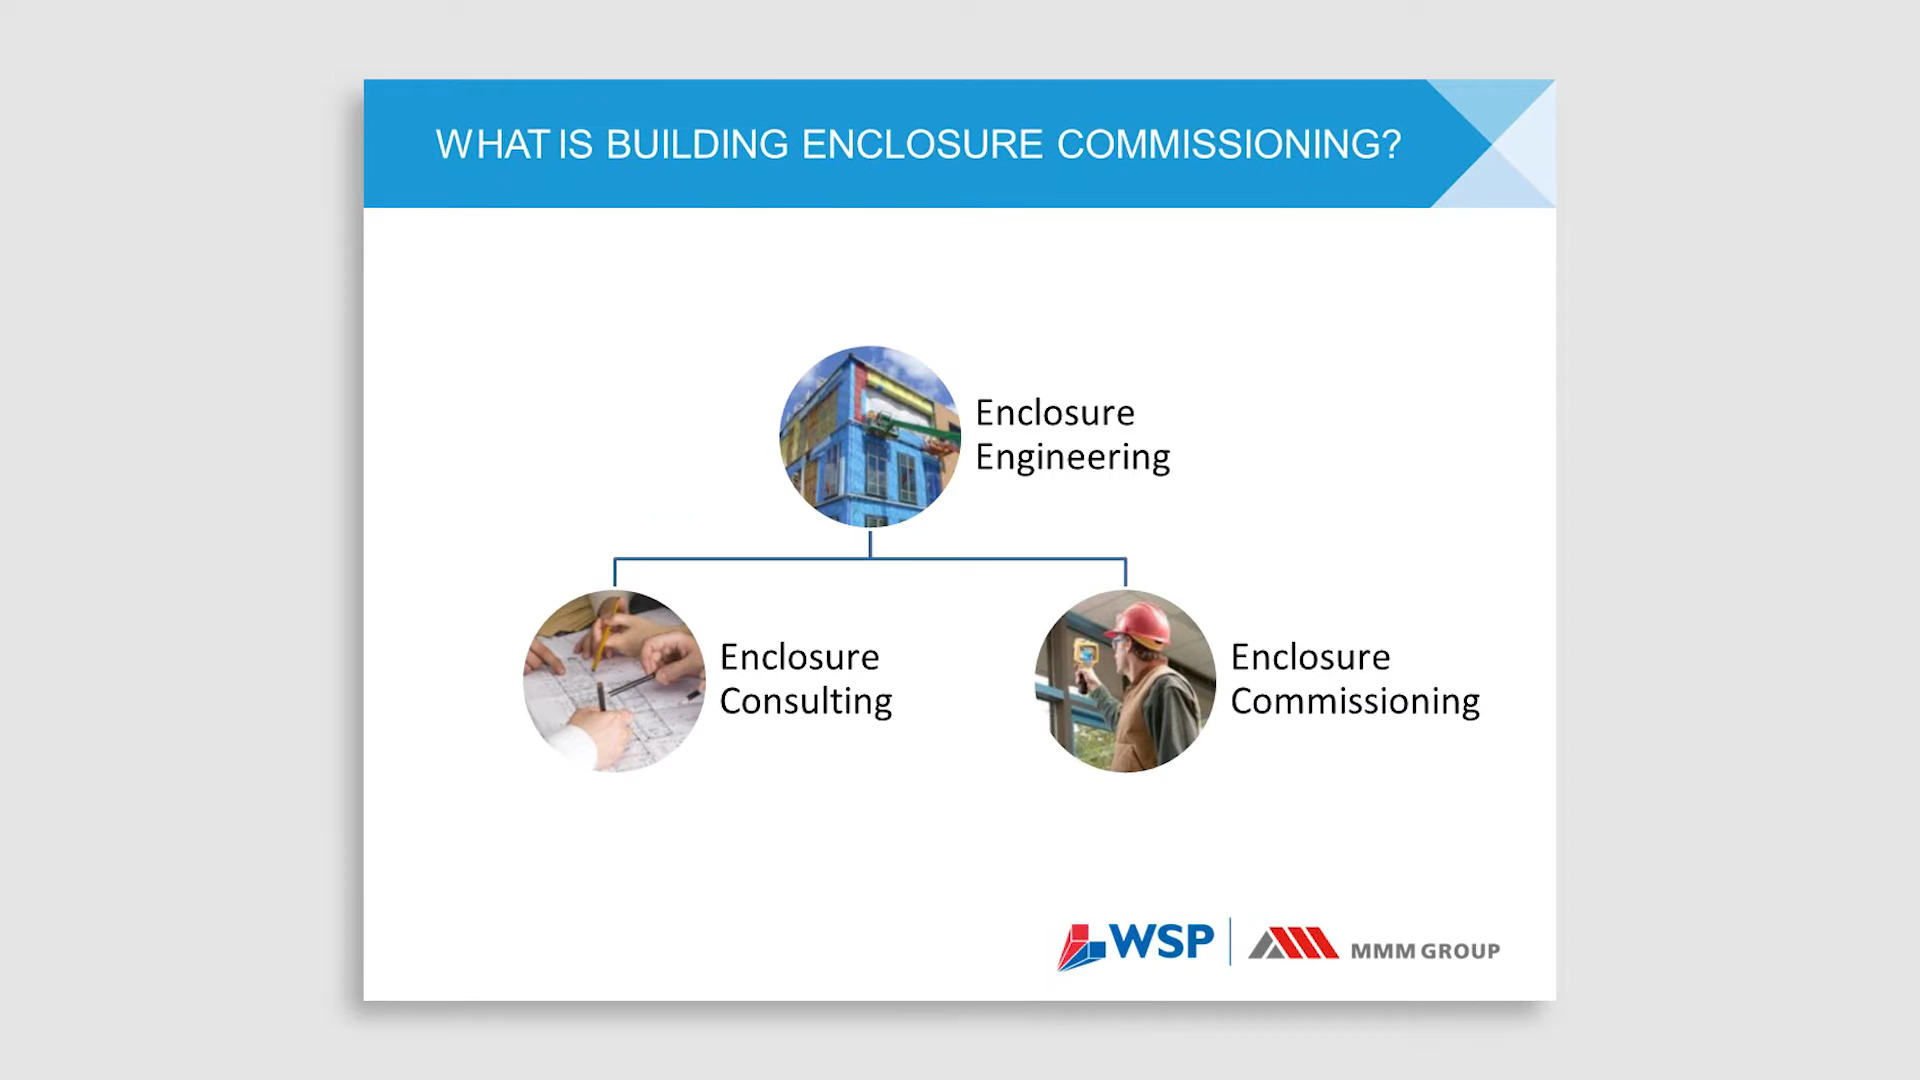 WHAT IS BUILDING ENCLOSURE COMMISSIONING?
Enclosure
Engineering
Enclosure
Consulting
Enclosure
Commissioning
WSP
MMM GROUP